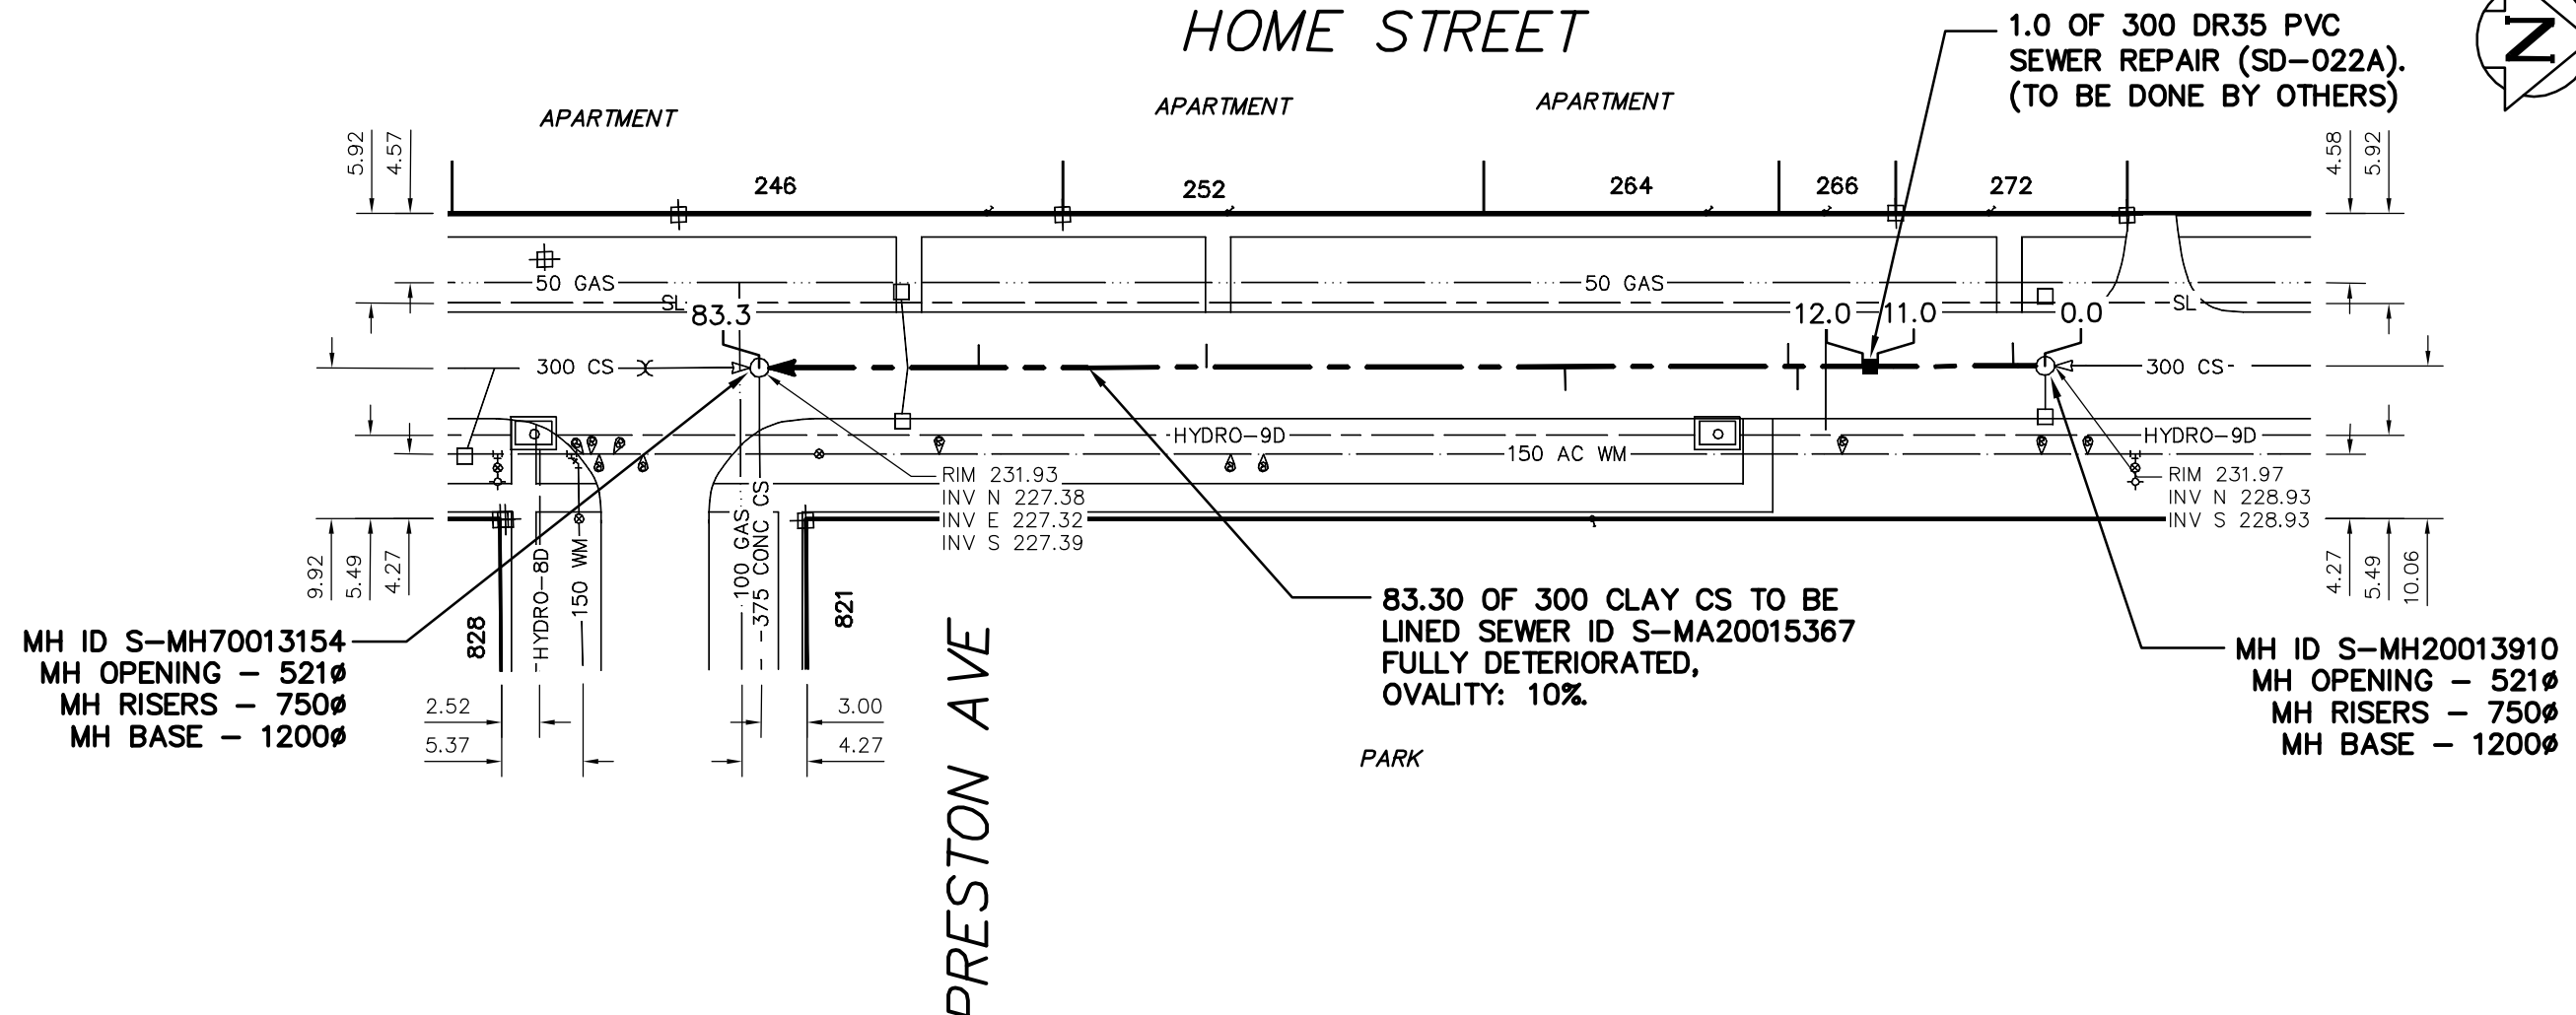 HOME STREET
1.0 OF 300 DR35 PVC
SEWER REPAIR (SD-022A).
(TO BE DONE BY OTHERS)
N
APARTMENT
APARTMENT
APARTMENT
5.92
4.57
4.58
5.92
246
252
264
266
272
50 GAS
50 GAS
SL
SL
83.3
12.0
11.0
0.0
300 CS
300 CS
HYDRO-9D
HYDRO-9D
150 AC WM
RIM 231.93
INV N 227.38
INV E 227.32
INV S 227.39
RIM 231.97
INV N 228.93
INV S 228.93
9.92
5.49
4.27
4.27
5.49
10.06
828
HYDRO-8D
150 WM
100 GAS
375 CONC CS
821
MH ID S-MH70013154
MH OPENING - 521ø
MH RISERS - 750ø
MH BASE - 1200ø
83.30 OF 300 CLAY CS TO BE
LINED SEWER ID S-MA20015367
FULLY DETERIORATED,
OVALITY: 10%.
MH ID S-MH20013910
MH OPENING - 521ø
MH RISERS - 750ø
MH BASE - 1200ø
2.52
5.37
3.00
4.27
PRESTON AVE
PARK